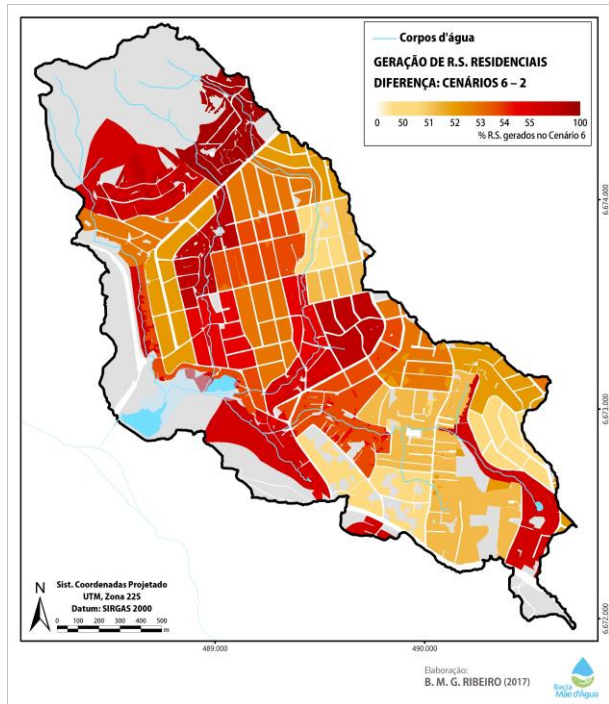 Corpos d'água
GERAÇÃO DE R.S. RESIDENCIAIS
DIFERENÇA: CENÁRIOS 6 – 2
0 50 51 52 53 54 55 100
% R.S. gerados no Cenário 6
6.674.000
6.673.000
6.672.000
N
Sist. Coordenadas Projetado
UTM, Zona 22S
Datum: SIRGAS 2000
0 100 200 300 400 500
m
489.000 490.000
Elaboração:
B. M. G. RIBEIRO (2017)
Bacia
Mãe d'Água